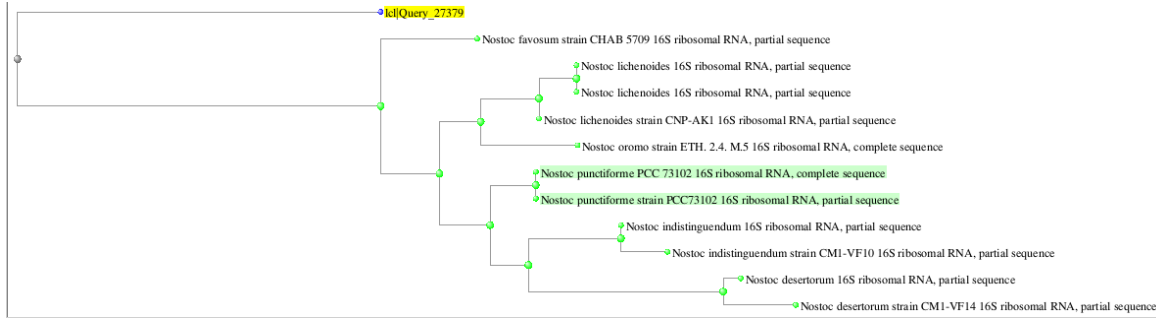 lcl|Query_27379
Nostoc favosum strain CHAB 5709 16S ribosomal RNA, partial sequence
Nostoc lichenoides 16S ribosomal RNA, partial sequence
Nostoc lichenoides 16S ribosomal RNA, partial sequence
Nostoc lichenoides strain CNP-AK1 16S ribosomal RNA, partial sequence
Nostoc oromo strain ETH. 2.4. M.5 16S ribosomal RNA, complete sequence
Nostoc punctiforme PCC 73102 16S ribosomal RNA, complete sequence
Nostoc punctiforme strain PCC73102 16S ribosomal RNA, partial sequence
Nostoc indistinguendum 16S ribosomal RNA, partial sequence
Nostoc indistinguendum strain CM1-VF10 16S ribosomal RNA, partial sequence
Nostoc desertorum 16S ribosomal RNA, partial sequence
Nostoc desertorum strain CM1-VF14 16S ribosomal RNA, partial sequence